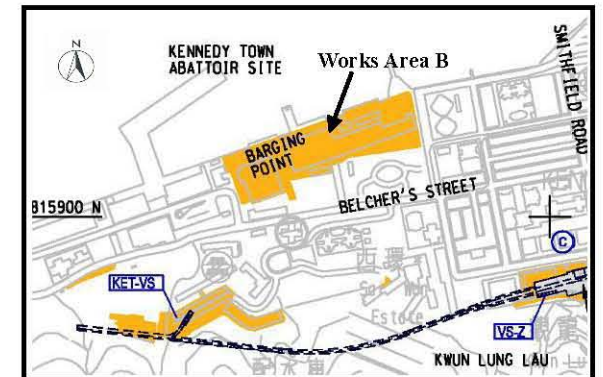 N
KENNEDY TOWN
ABATTOIR SITE
Works Area B
SMITHFIELD ROAD
BARGING
POINT
BELCHER'S STREET
815900 N
C
西環
Estate
KET-VS
VS-Z
KWUN LUNG LAU